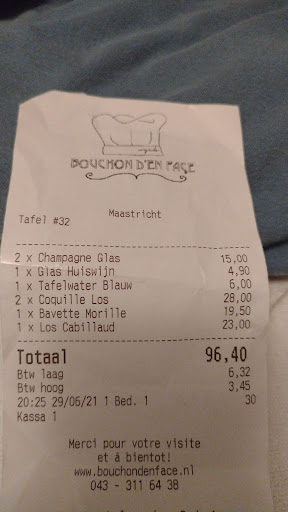 BOUCHON D'EN FACE
Maastricht
Tafel #32
2 x Champagne Glas 15,00
1 x Glas Huiswijn 4,90
1 x Tafelwater Blauw 6,00
2 x Coquille Los 28,00
1 x Bavette Morille 19,50
1 x Los Cabillaud 23,00
Totaal 96,40
Btw laag 6,32
Btw hoog 3,45
20:25 29/06/21 1 Bed. 1 30
Kassa 1
Merci pour votre visite
et à bientot!
www.bouchondenface.nl
043 - 311 64 38